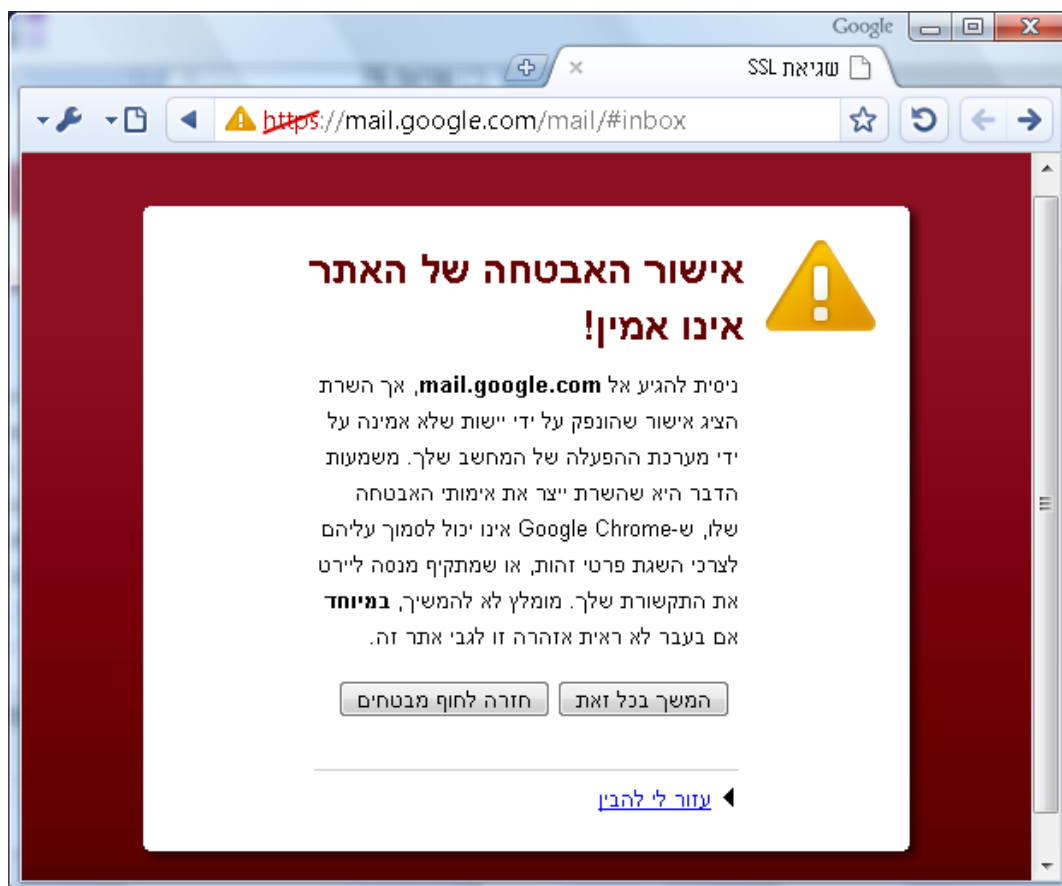 Google
שגיאת SSL
https://mail.google.com/mail/#inbox
אישור האבטחה של האתר
אינו אמין!
ניסית להגיע אל mail.google.com, אך השרת
הציג אישור שהונפק על ידי יישות שלא אמינה על
ידי מערכת ההפעלה של המחשב שלך. משמעות
הדבר היא שהשרת ייצר את אימותי האבטחה
שלו, ש-Google Chrome אינו יכול לסמוך עליהם
לצרכי השגת פרטי זהות, או שמתקיף מנסה ליירט
את התקשורת שלך. מומלץ לא להמשיך, במיוחד
אם בעבר לא ראית אזהרה זו לגבי אתר זה.
המשך בכל זאת חזרה לחוף מבטחים
עזור לי להבין